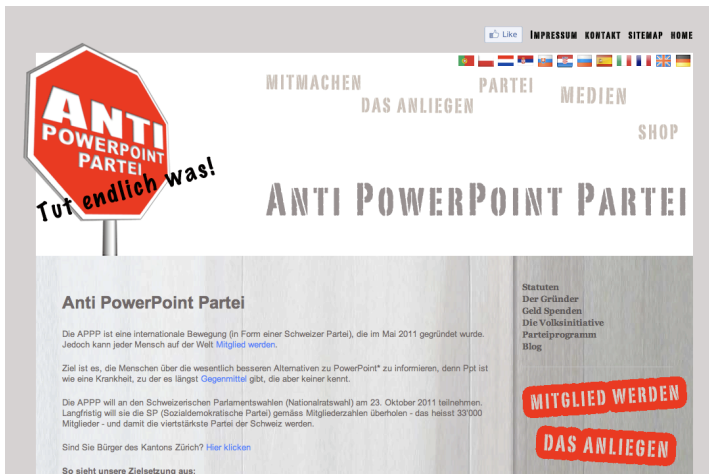 Like Impressum kontakt sitemap home
Mitmachen
Partei
Das Anliegen
Medien
Shop
ANTI
POWERPOINT
PARTEI
Tut endlich was!
Anti PowerPoint Partei
Anti PowerPoint Partei
Die APPP ist eine internationale Bewegung (in Form einer Schweizer Partei), die im Mai 2011 gegründet wurde.
Jedoch kann jeder Mensch auf der Welt Mitglied werden.
Ziel ist es, die Menschen über die wesentlich besseren Alternativen zu PowerPoint* zu informieren, denn Ppt ist
wie eine Krankheit, zu der es längst Gegenmittel gibt, die aber keiner kennt.
Die APPP will an den Schweizerischen Parlamentswahlen (Nationalratswahl) am 23. Oktober 2011 teilnehmen.
Langfristig will sie die SP (Sozialdemokratische Partei) gemäss Mitgliederzahlen überholen - das heisst 33'000
Mitglieder - und damit die viertstärkste Partei der Schweiz werden.
Sind Sie Bürger des Kantons Zürich? Hier klicken
So sieht unsere Zielsetzung aus:
Statuten
Der Gründer
Geld Spenden
Die Volksinitiative
Parteiprogramm
Blog
Mitglied werden
Das Anliegen